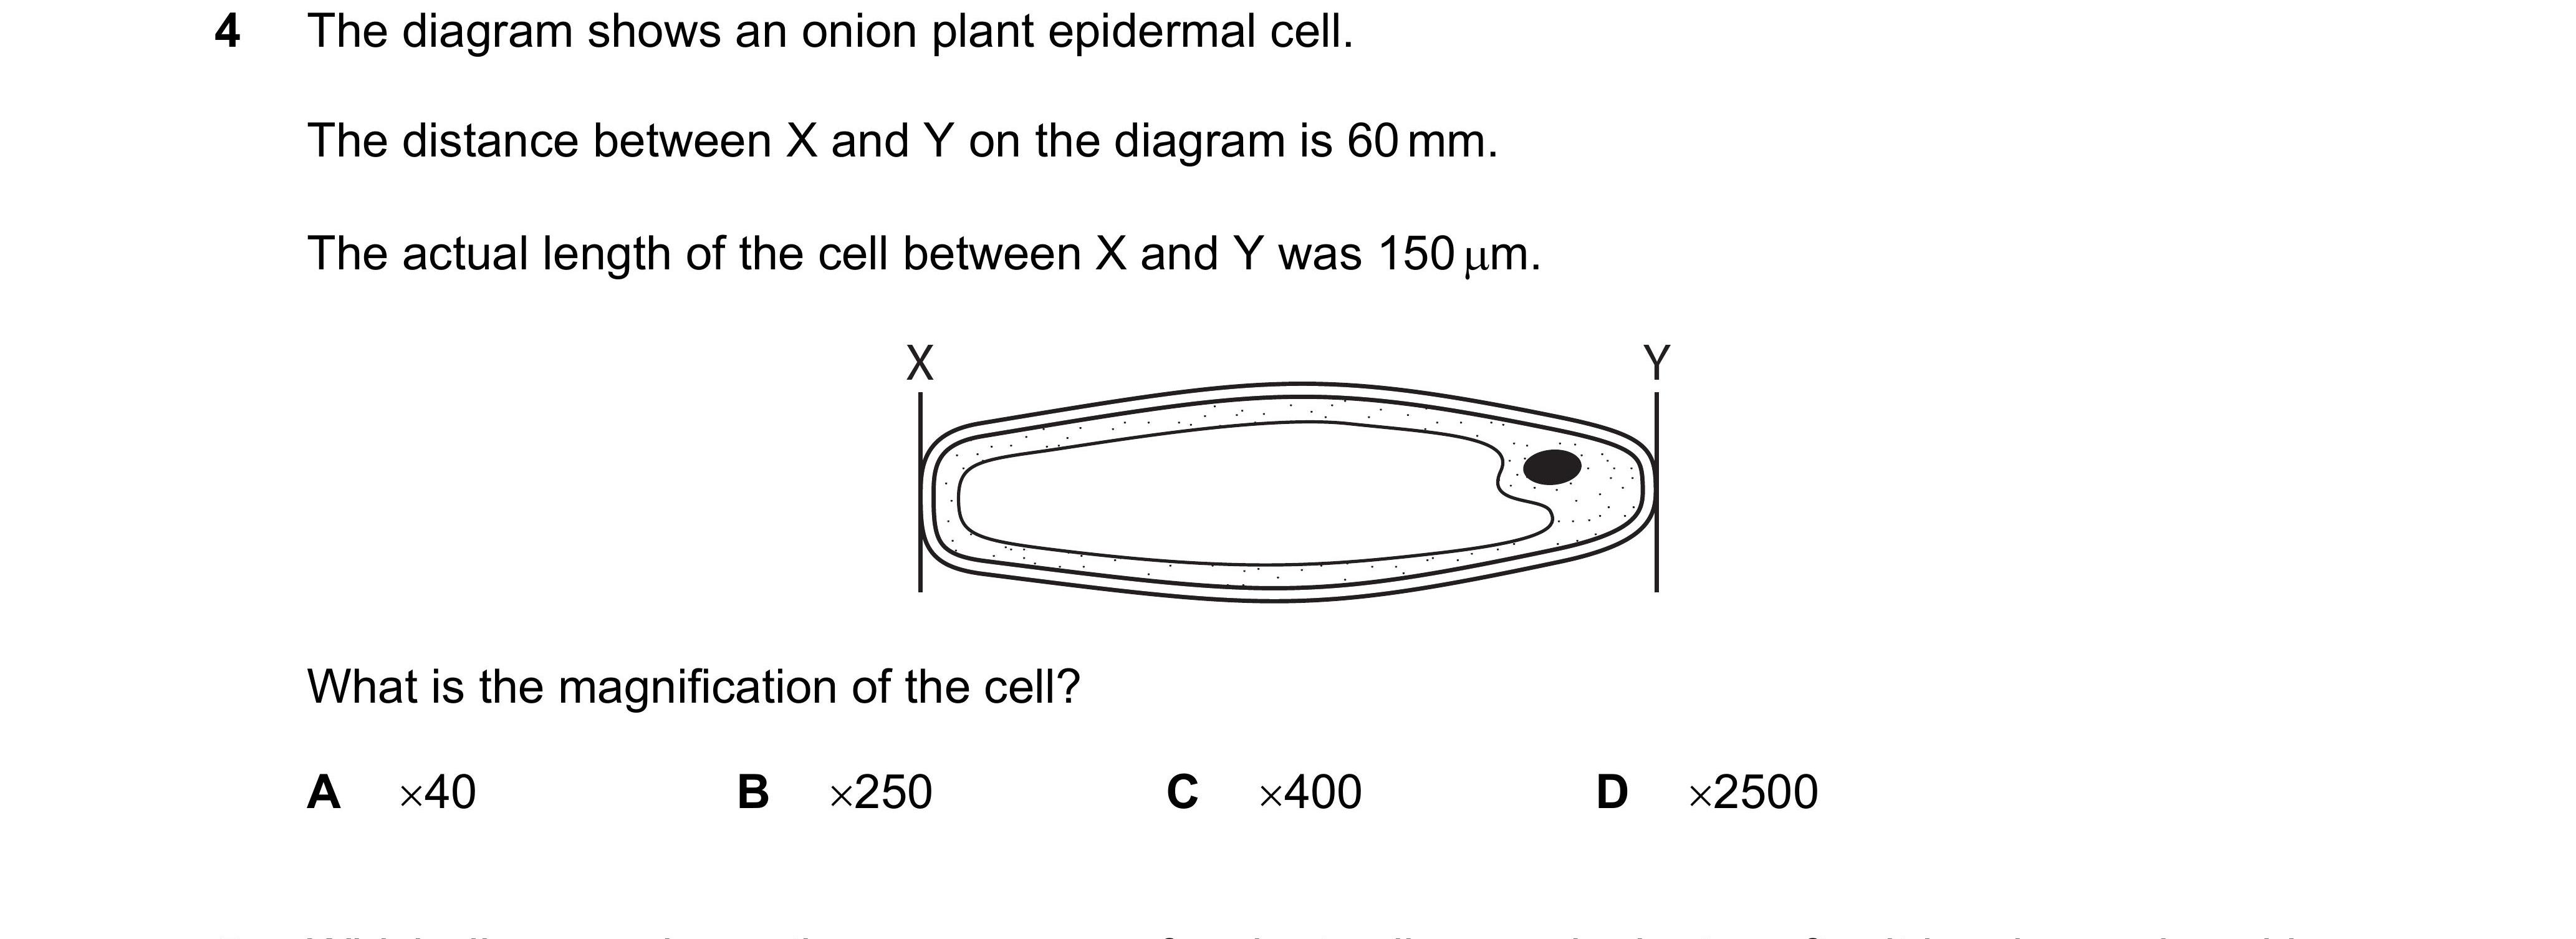 4 The diagram shows an onion plant epidermal cell.
The distance between X and Y on the diagram is 60 mm.
The actual length of the cell between X and Y was 150 μm.
X Y
What is the magnification of the cell?
A ×40 B ×250 C ×400 D ×2500